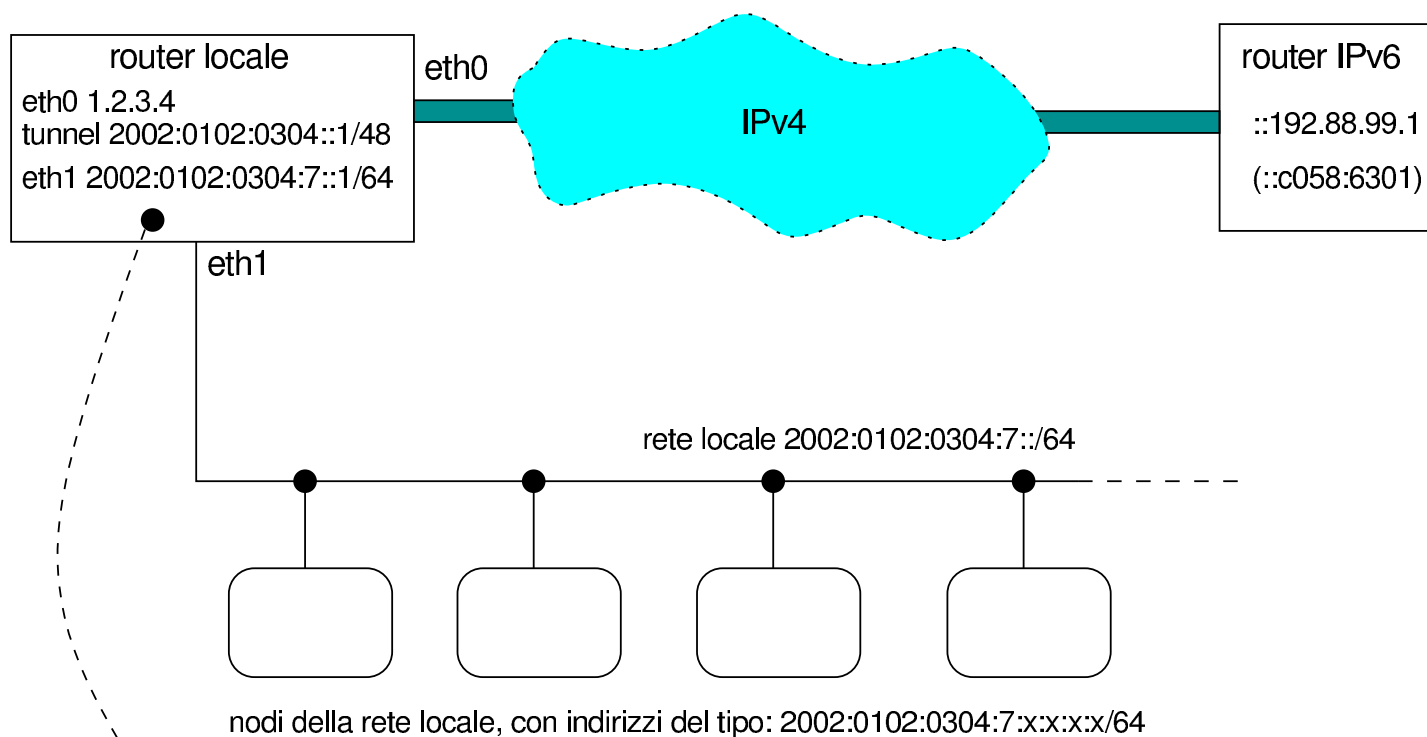 router locale
eth0 1.2.3.4
tunnel 2002:0102:0304::1/48
eth1 2002:0102:0304:7::1/64
eth0
IPv4
router IPv6
::192.88.99.1
(::c058:6301)
eth1
rete locale 2002:0102:0304:7::/64
nodi della rete locale, con indirizzi del tipo: 2002:0102:0304:7:x:x:x:x/64